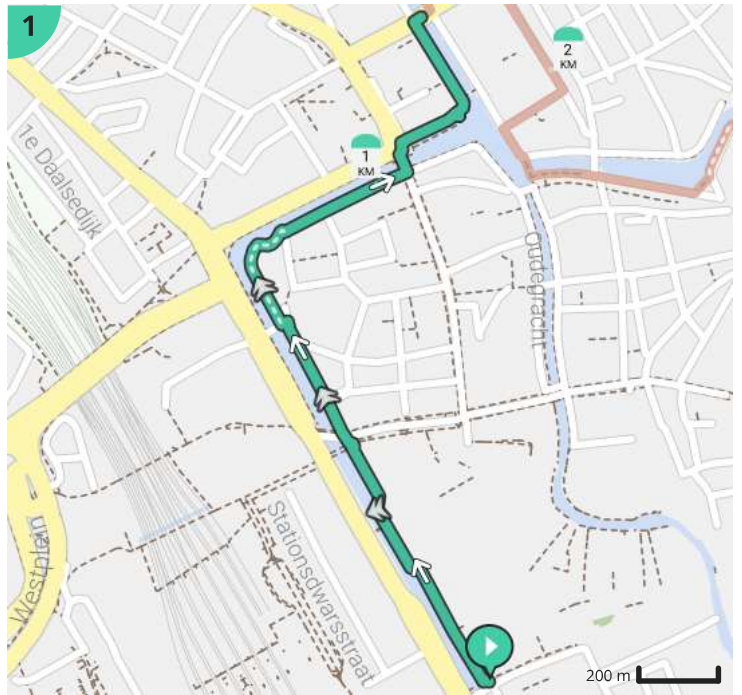 1
2
KM
1
KM
1e Daalsedijk
Oudegracht
Westplein
Stationsdwarsstraat
200 m